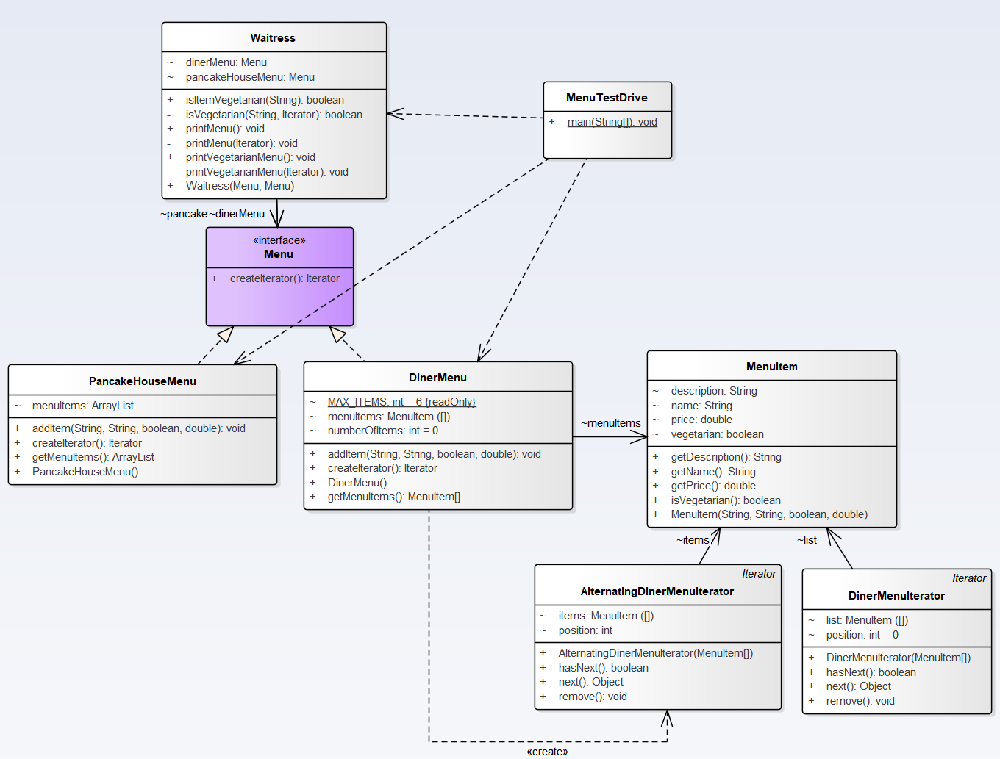 Waitress
~ dinerMenu: Menu
~ pancakeHouseMenu: Menu
+ isItemVegetarian(String): boolean
- isVegetarian(String, Iterator): boolean
+ printMenu(): void
- printMenu(Iterator): void
+ printVegetarianMenu(): void
- printVegetarianMenu(Iterator): void
+ Waitress(Menu, Menu)
MenuTestDrive
+ main(String[]): void
~pancake ~dinerMenu
«interface»
Menu
+ createIterator(): Iterator
PancakeHouseMenu
~ menuItems: ArrayList
+ addItem(String, String, boolean, double): void
+ createIterator(): Iterator
+ getMenuItems(): ArrayList
+ PancakeHouseMenu()
DinerMenu
~ MAX_ITEMS: int = 6 {readOnly}
~ menuItems: MenuItem ([])
~ numberOfItems: int = 0
+ addItem(String, String, boolean, double): void
+ createIterator(): Iterator
+ DinerMenu()
+ getMenuItems(): MenuItem[]
~menuItems
MenuItem
~ description: String
~ name: String
~ price: double
~ vegetarian: boolean
+ getDescription(): String
+ getName(): String
+ getPrice(): double
+ isVegetarian(): boolean
+ MenuItem(String, String, boolean, double)
~items
~list
Iterator
AlternatingDinerMenuIterator
~ items: MenuItem ([])
~ position: int
+ AlternatingDinerMenuIterator(MenuItem[])
+ hasNext(): boolean
+ next(): Object
+ remove(): void
Iterator
DinerMenuIterator
~ list: MenuItem ([])
~ position: int = 0
+ DinerMenuIterator(MenuItem[])
+ hasNext(): boolean
+ next(): Object
+ remove(): void
«create»